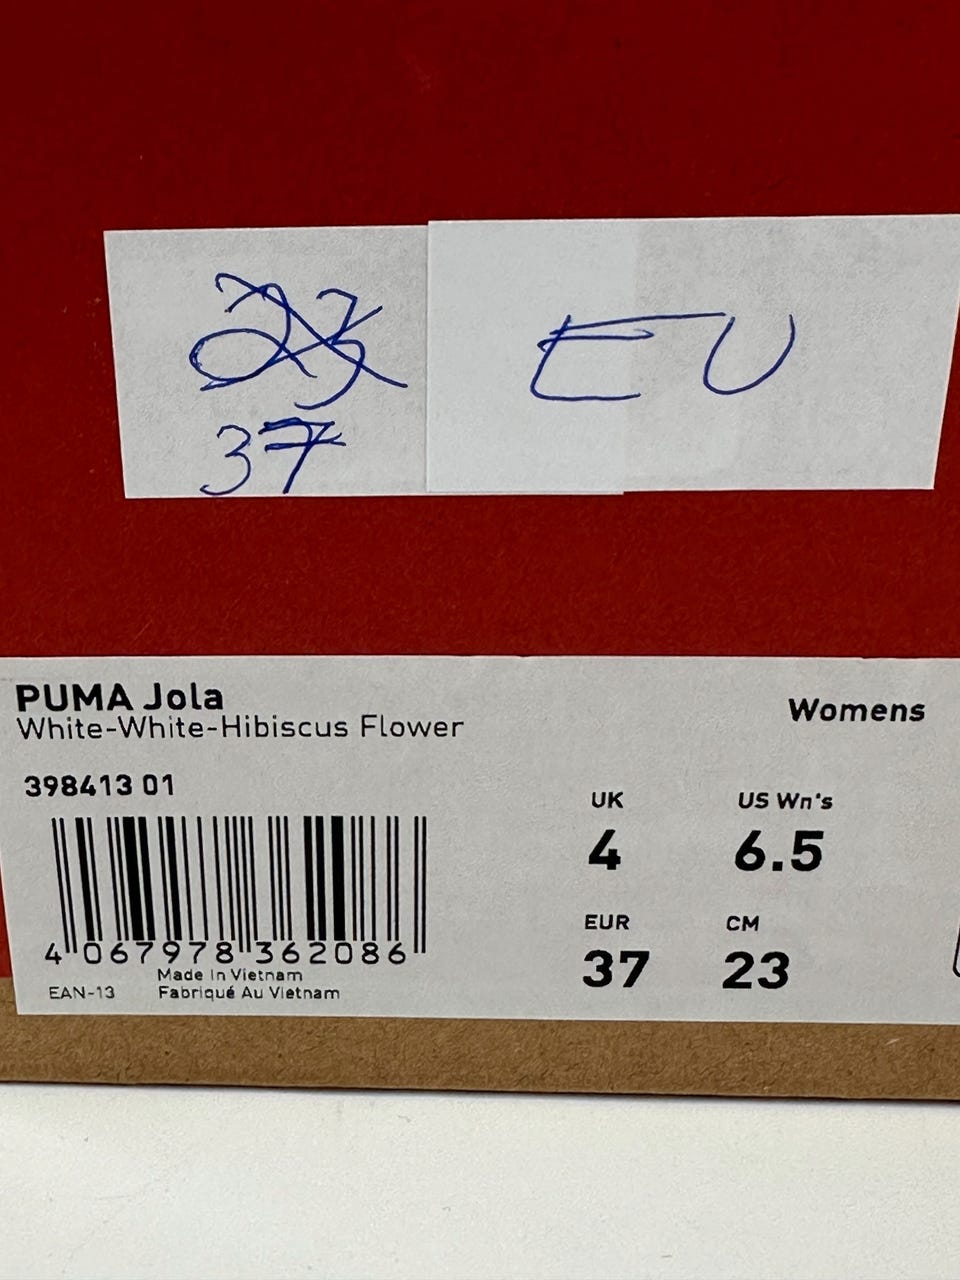 23
37
EU
PUMA Jola
White-White-Hibiscus Flower
Womens
398413 01
UK
4
US Wn's
6.5
EUR
37
CM
23
4 067978 362086
EAN-13
Made In Vietnam
Fabriqué Au Vietnam